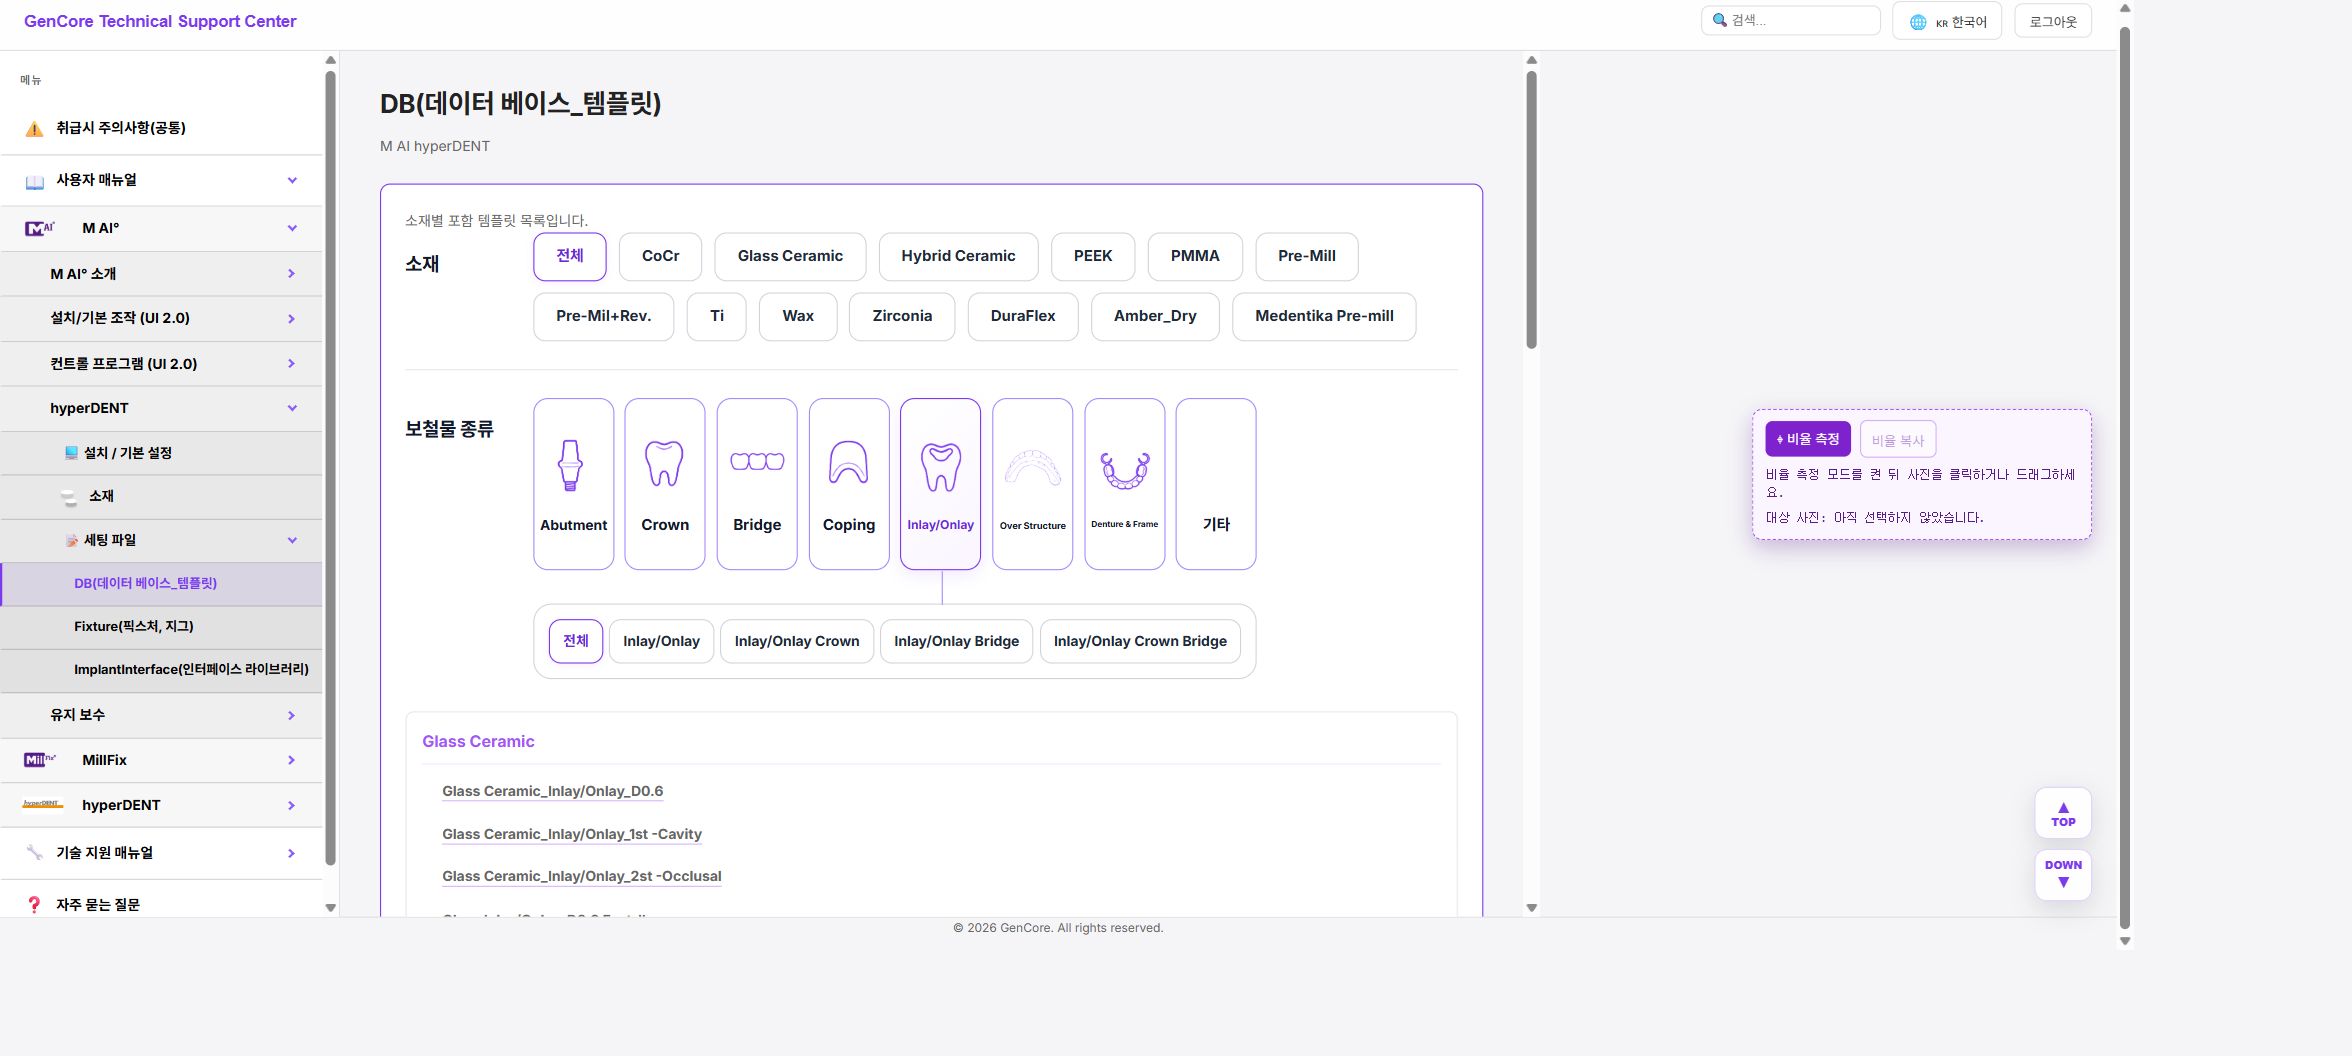 GenCore Technical Support Center
검색...
KR 한국어
로그아웃
메뉴
취급시 주의사항(공통)
사용자 매뉴얼
M AI°
M AI° 소개
설치/기본 조작 (UI 2.0)
컨트롤 프로그램 (UI 2.0)
hyperDENT
설치 / 기본 설정
소재
세팅 파일
DB(데이터 베이스_템플릿)
Fixture(픽스처, 지그)
ImplantInterface(인터페이스 라이브러리)
유지 보수
MillFix
hyperDENT
기술 지원 매뉴얼
자주 묻는 질문
DB(데이터 베이스_템플릿)
M AI hyperDENT
소재별 포함 템플릿 목록입니다.
소재
전체 CoCr Glass Ceramic Hybrid Ceramic PEEK PMMA Pre-Mill
Pre-Mil+Rev. Ti Wax Zirconia DuraFlex Amber_Dry Medentika Pre-mill
보철물 종류
Abutment Crown Bridge Coping Inlay/Onlay Over Structure Denture & Frame 기타
전체 Inlay/Onlay Inlay/Onlay Crown Inlay/Onlay Bridge Inlay/Onlay Crown Bridge
Glass Ceramic
Glass Ceramic_Inlay/Onlay_D0.6
Glass Ceramic_Inlay/Onlay_1st -Cavity
Glass Ceramic_Inlay/Onlay_2st -Occlusal
비율 측정 비율 복사
비율 측정 모드를 켠 뒤 사진을 클릭하거나 드래그하세
요.
대상 사진: 아직 선택하지 않았습니다.
▲
TOP
DOWN
▼
© 2026 GenCore. All rights reserved.